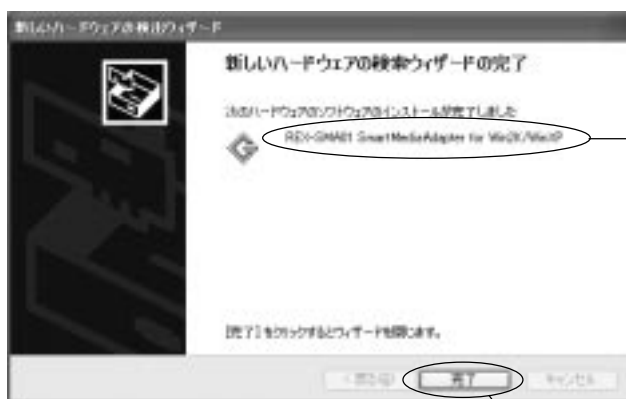 新しいハードウェアの検出ウィザード
新しいハードウェアの検索ウィザードの完了
次のハードウェアのソフトウェアのインストールが完了しました
REX-SMA01 SmartMediaAdapter for Win2K/WinXP
[完了] をクリックするとウィザードを閉じます。
< 戻る(B)
完了
キャンセル